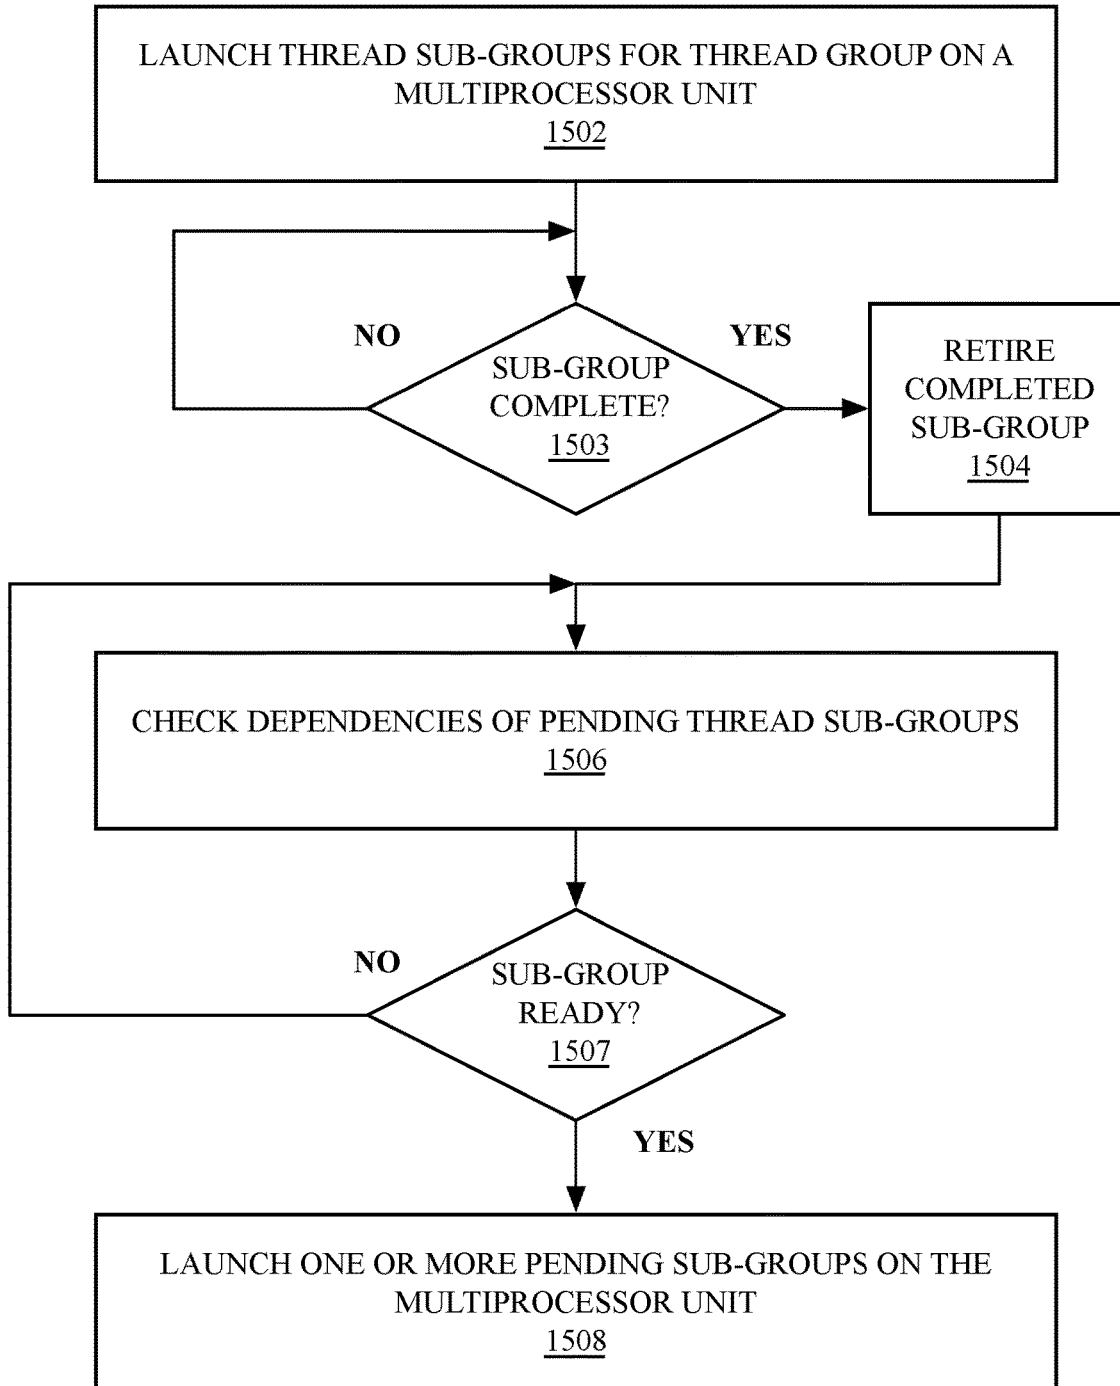 LAUNCH THREAD SUB-GROUPS FOR THREAD GROUP ON A
MULTIPROCESSOR UNIT
1502
NO
YES
SUB-GROUP
COMPLETE?
1503
RETIRE
COMPLETED
SUB-GROUP
1504
CHECK DEPENDENCIES OF PENDING THREAD SUB-GROUPS
1506
NO
SUB-GROUP
READY?
1507
YES
LAUNCH ONE OR MORE PENDING SUB-GROUPS ON THE
MULTIPROCESSOR UNIT
1508